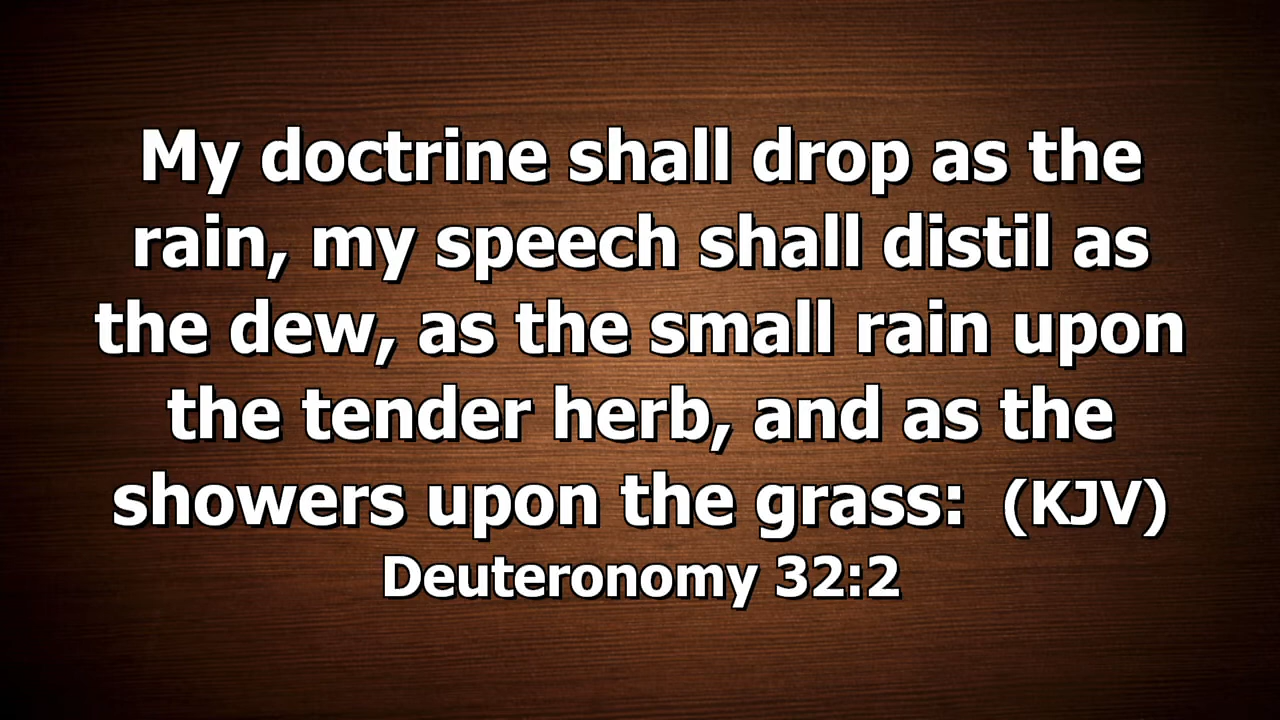 My doctrine shall drop as the
rain, my speech shall distil as
the dew, as the small rain upon
the tender herb, and as the
showers upon the grass:  (KJV)
Deuteronomy 32:2